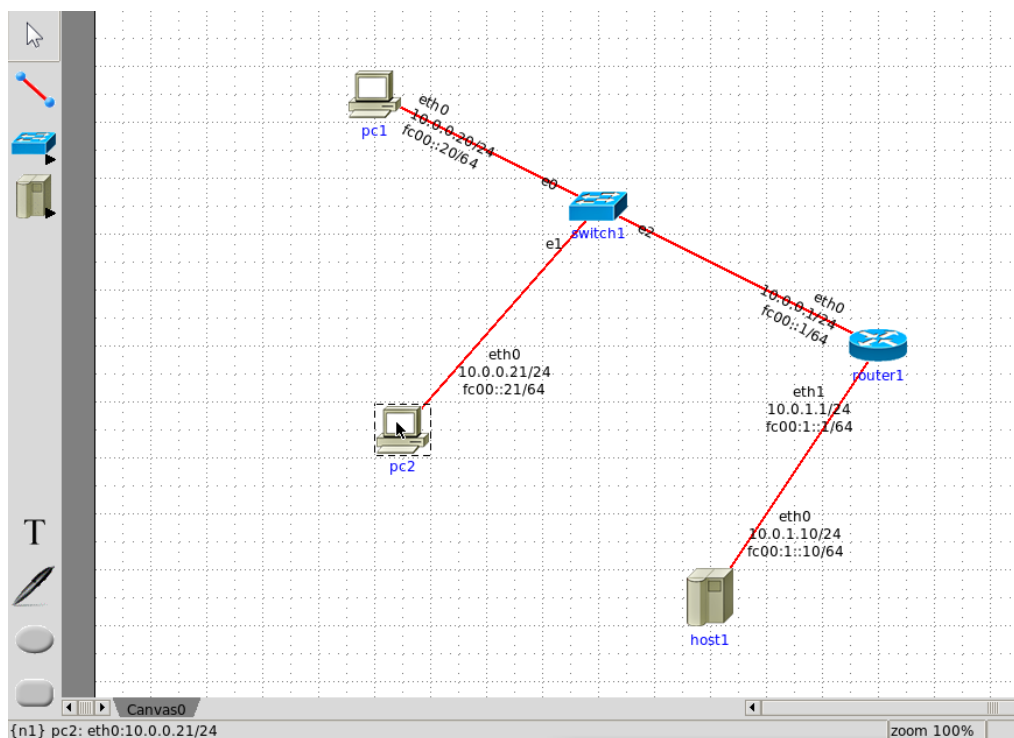 eth0
10.0.0.20/24
fc00::20/64
pc1
e0
switch1
e1
e2
eth0
10.0.0.1/24
fc00::1/64
router1
eth0
10.0.0.21/24
fc00::21/64
eth1
10.0.1.1/24
fc00:1::1/64
pc2
eth0
10.0.1.10/24
fc00:1::10/64
T
host1
Canvas0
{n1} pc2: eth0:10.0.0.21/24
zoom 100%